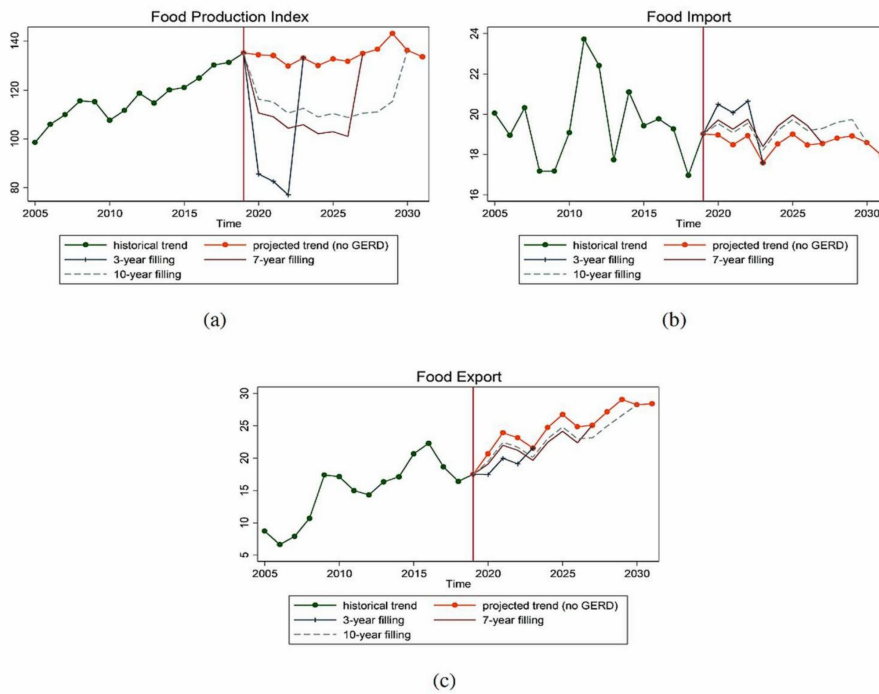 Food Production Index
140
120
100
80
2005 2010 2015 2020 2025 2030
Time
historical trend projected trend (no GERD)
3-year filling 7-year filling
10-year filling
(a)
Food Import
24
22
20
18
16
2005 2010 2015 2020 2025 2030
Time
historical trend projected trend (no GERD)
3-year filling 7-year filling
10-year filling
(b)
Food Export
30
25
20
15
10
5
2005 2010 2015 2020 2025 2030
Time
historical trend projected trend (no GERD)
3-year filling 7-year filling
10-year filling
(c)